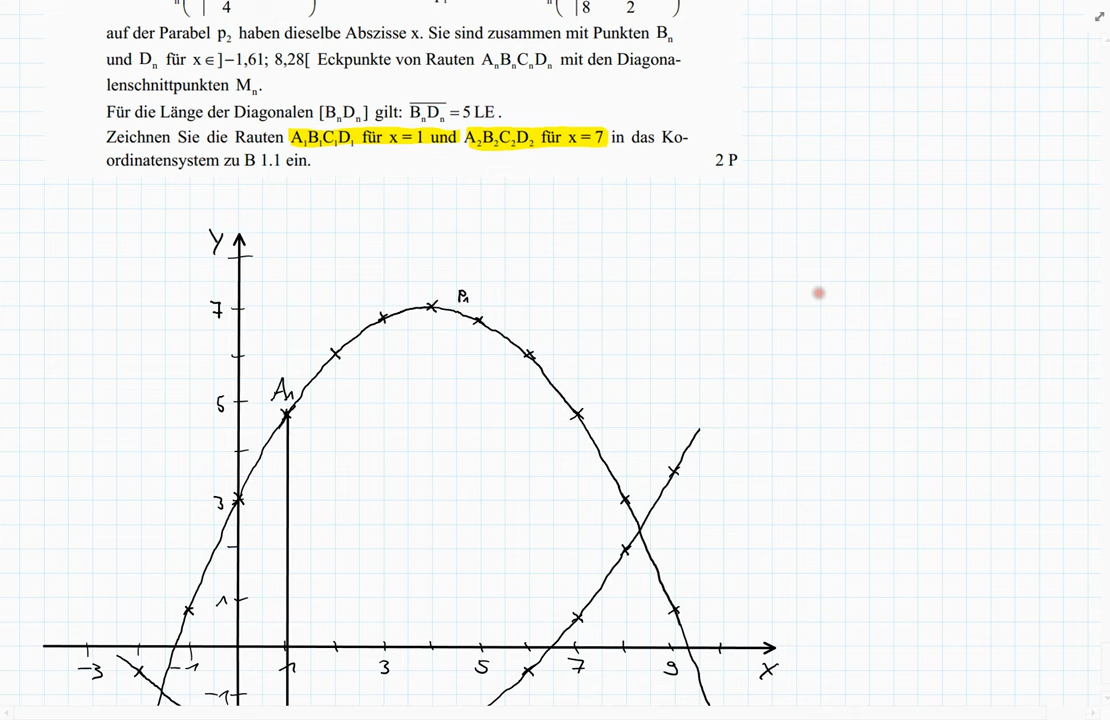 n( | 4 ) n( | 8 2 )
auf der Parabel p₂ haben dieselbe Abszisse x. Sie sind zusammen mit Punkten Bₙ
und Dₙ für x∈]−1,61; 8,28[ Eckpunkte von Rauten AₙBₙCₙDₙ mit den Diagona-
lenschnittpunkten Mₙ.
Für die Länge der Diagonalen [BₙDₙ] gilt: B̅ₙ̅D̅ₙ̅ = 5 LE.
Zeichnen Sie die Rauten A₁B₁C₁D₁ für x = 1 und A₂B₂C₂D₂ für x = 7 in das Ko-
ordinatensystem zu B 1.1 ein. 2 P
y
7
p₁
A₁
5
3
1
-3 -1 1 3 5 7 9 x
-1